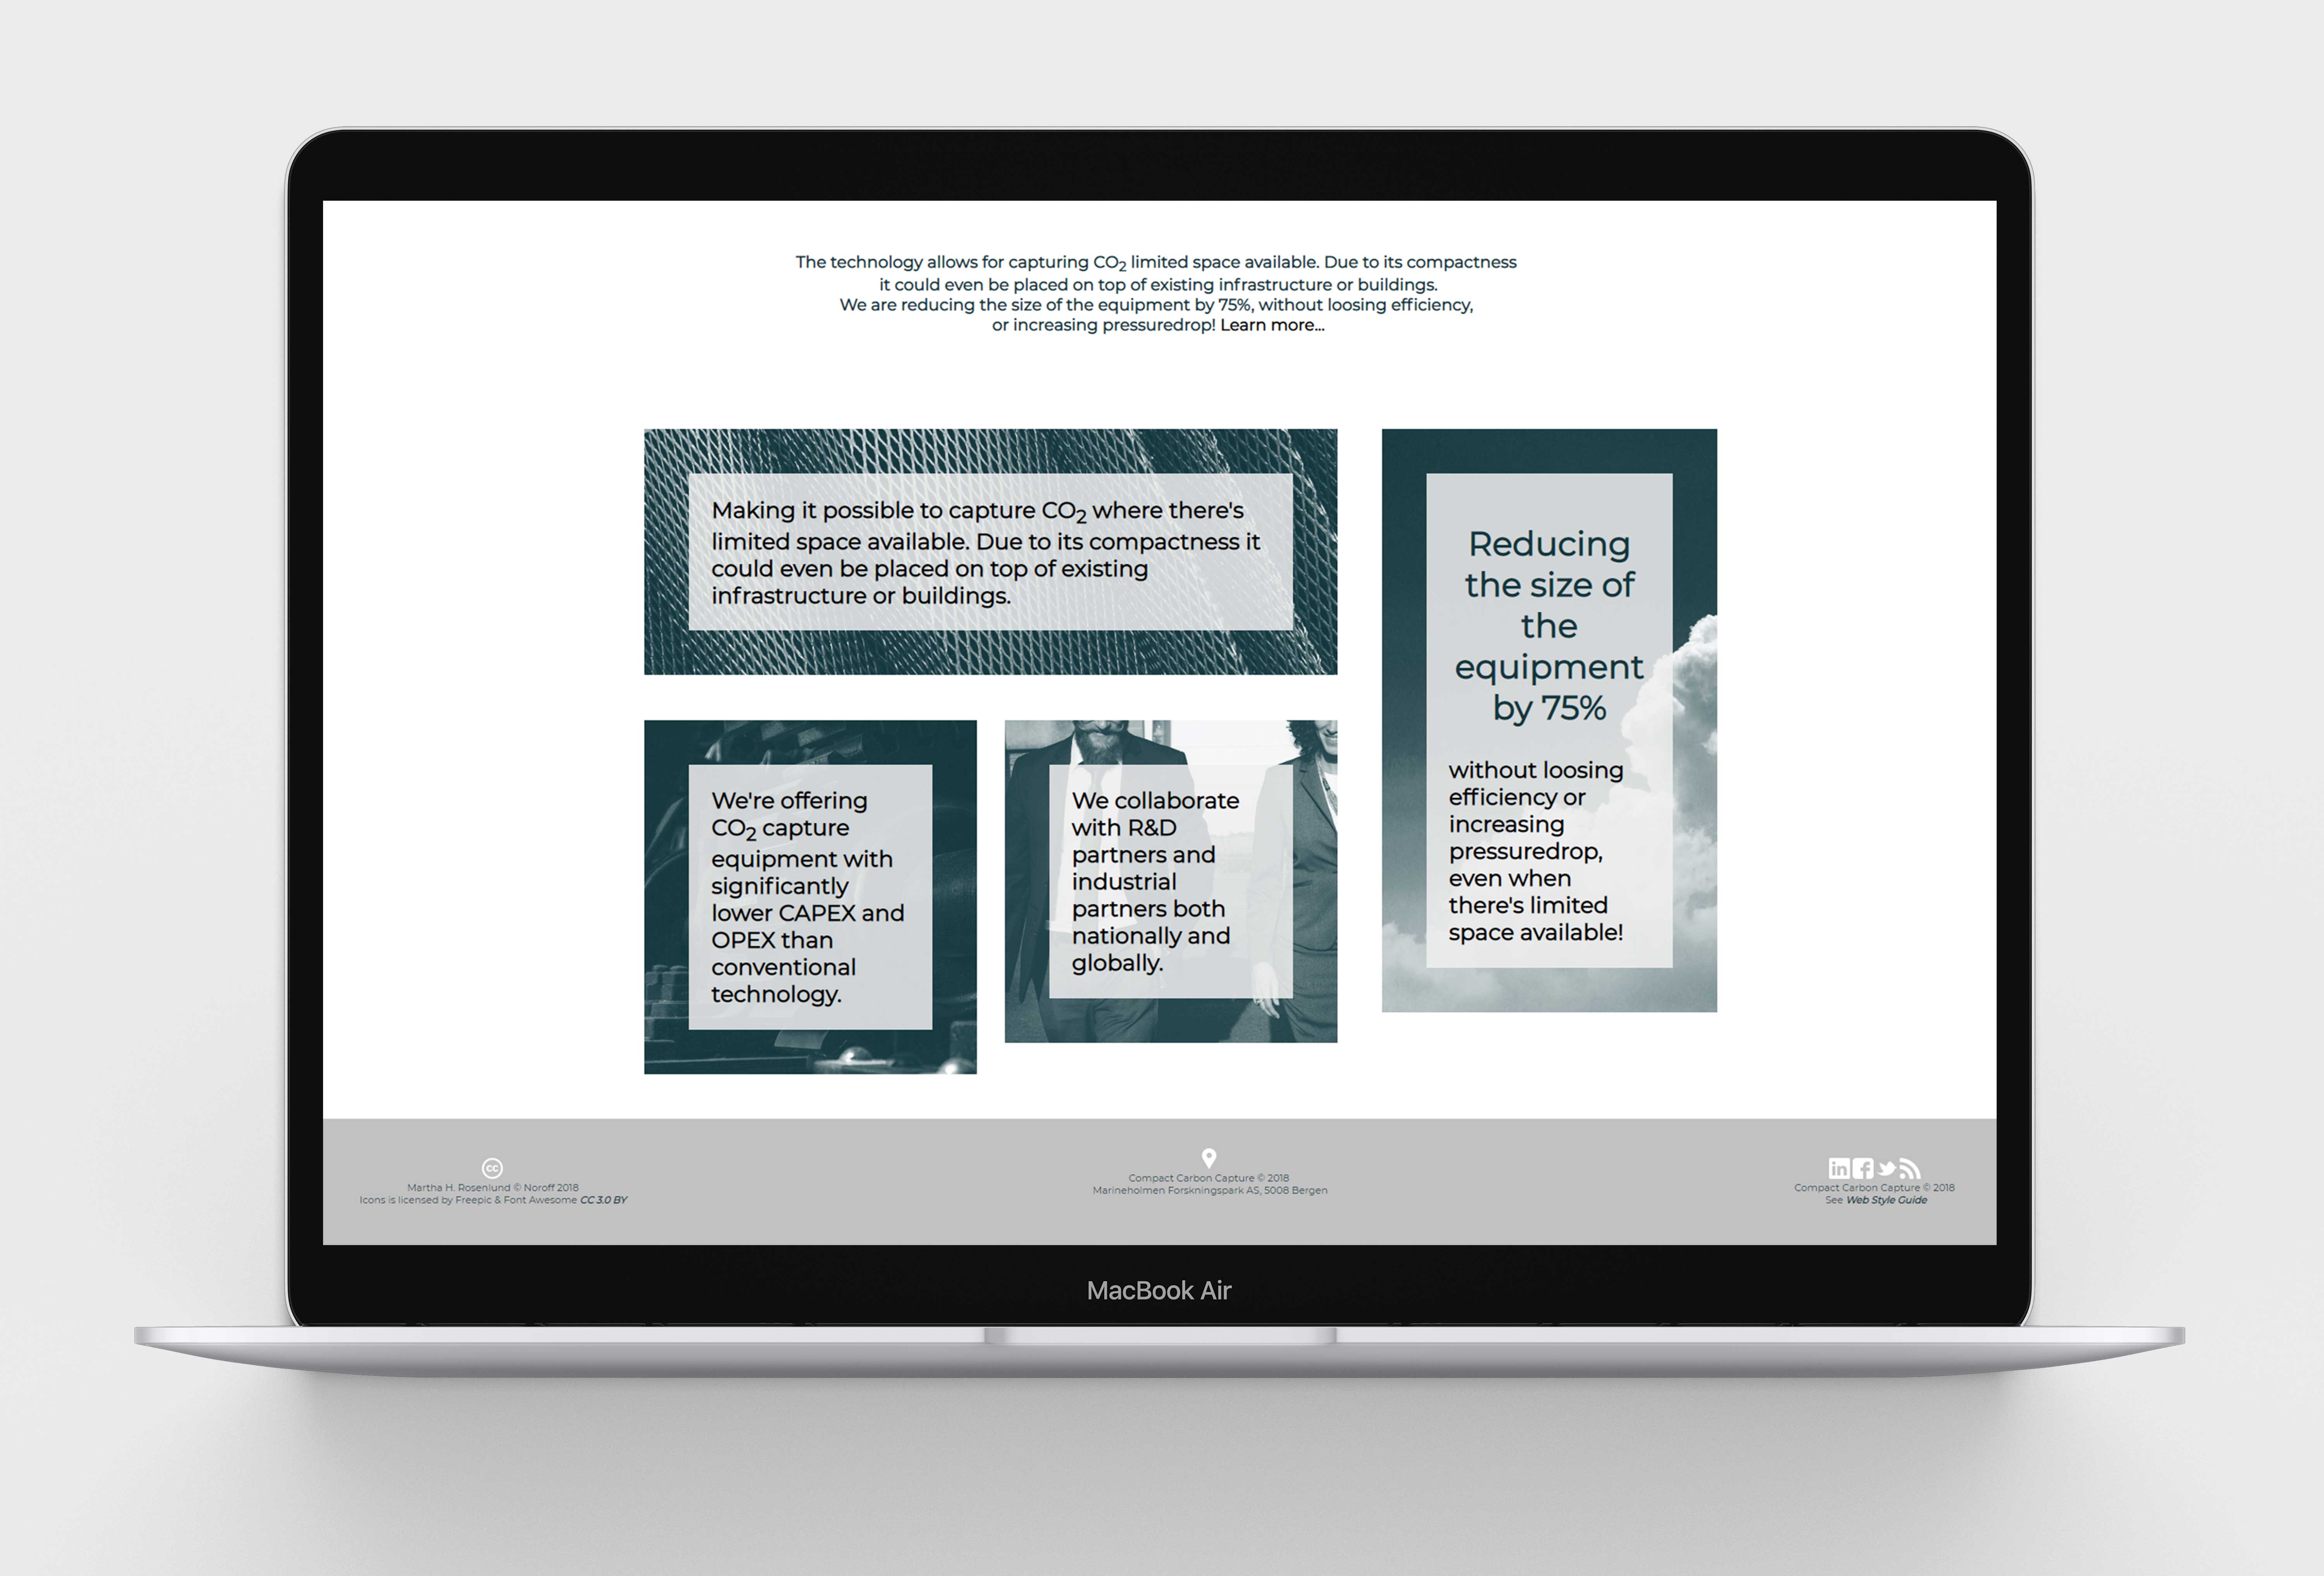 The technology allows for capturing CO₂ limited space available. Due to its compactness
it could even be placed on top of existing infrastructure or buildings.
We are reducing the size of the equipment by 75%, without loosing efficiency,
or increasing pressuredrop! Learn more...
Making it possible to capture CO₂ where there's
limited space available. Due to its compactness it
could even be placed on top of existing
infrastructure or buildings.
We're offering
CO₂ capture
equipment with
significantly
lower CAPEX and
OPEX than
conventional
technology.
We collaborate
with R&D
partners and
industrial
partners both
nationally and
globally.
Reducing
the size of
the
equipment
by 75%
without loosing
efficiency or
increasing
pressuredrop,
even when
there's limited
space available!
cc
Martha H. Rosenlund © Noroff 2018
Icons is licensed by Freepic & Font Awesome CC 3.0 BY
Compact Carbon Capture © 2018
Marineholmen Forskningspark AS, 5008 Bergen
in f
Compact Carbon Capture © 2018
See Web Style Guide
MacBook Air